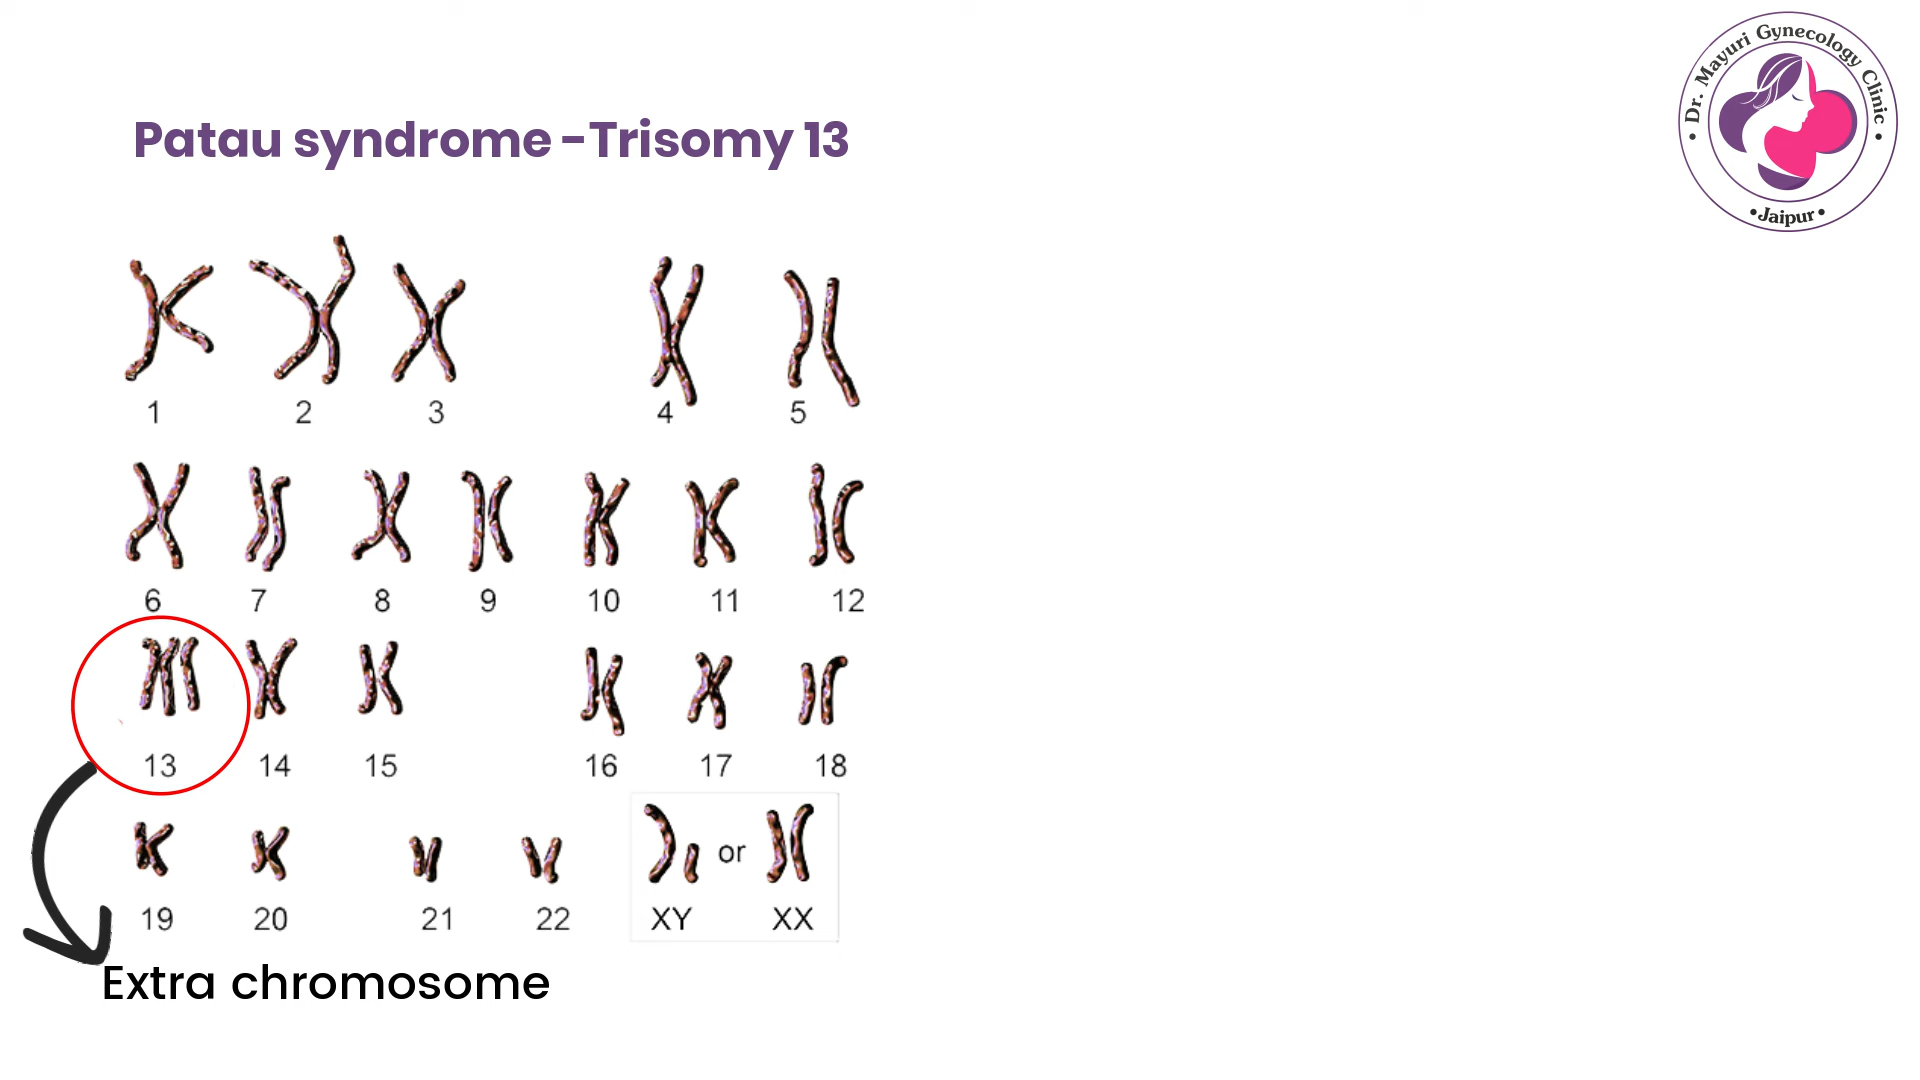 Dr. Mayuri Gynecology Clinic
•Jaipur•
Patau syndrome -Trisomy 13
1 2 3 4 5
6 7 8 9 10 11 12
13 14 15 16 17 18
or
19 20 21 22 XY XX
Extra chromosome